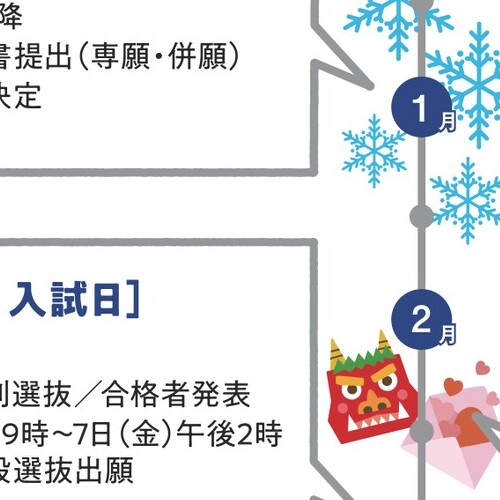 降
書提出(専願・併願)
決定
1月
入試日]
2月
別選抜／合格者発表
9時〜7日(金)午後2時
設選抜出願